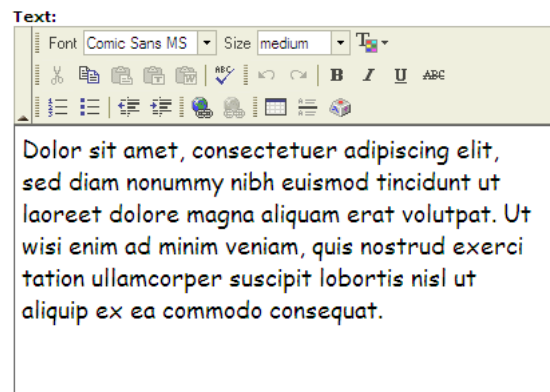 Text:
Font Comic Sans MS Size medium T
ABC B I U ABC
Dolor sit amet, consectetuer adipiscing elit,
sed diam nonummy nibh euismod tincidunt ut
laoreet dolore magna aliquam erat volutpat. Ut
wisi enim ad minim veniam, quis nostrud exerci
tation ullamcorper suscipit lobortis nisl ut
aliquip ex ea commodo consequat.